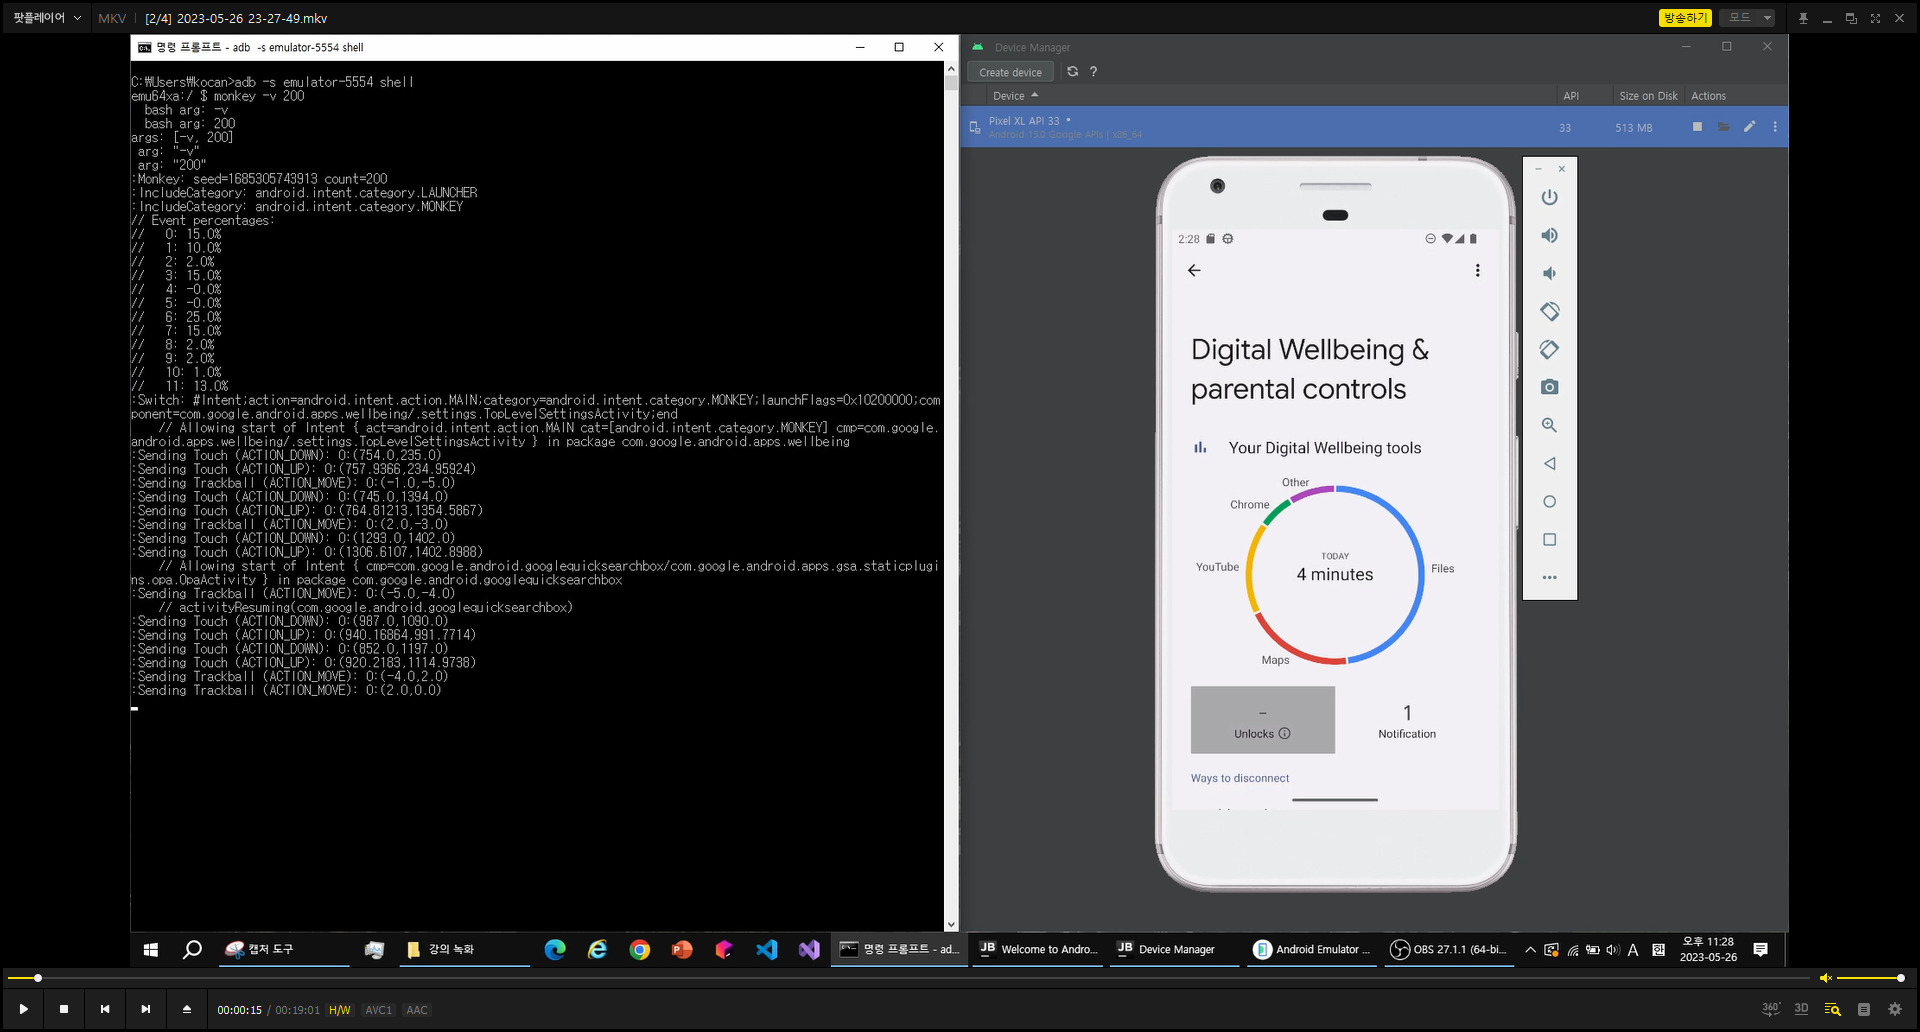 팟플레이어
MKV
[2/4] 2023-05-26 23-27-49.mkv
방송하기
모드
명령 프롬프트 - adb  -s emulator-5554 shell
C:₩Users₩kocan>adb -s emulator-5554 shell
emu64xa:/ $ monkey -v 200
bash arg: -v
bash arg: 200
args: [-v, 200]
arg: "-v"
arg: "200"
:Monkey: seed=1685305743913 count=200
:IncludeCategory: android.intent.category.LAUNCHER
:IncludeCategory: android.intent.category.MONKEY
// Event percentages:
//   0: 15.0%
//   1: 10.0%
//   2: 2.0%
//   3: 15.0%
//   4: -0.0%
//   5: -0.0%
//   6: 25.0%
//   7: 15.0%
//   8: 2.0%
//   9: 2.0%
//   10: 1.0%
//   11: 13.0%
:Switch: #Intent;action=android.intent.action.MAIN;category=android.intent.category.MONKEY;launchFlags=0x10200000;com
ponent=com.google.android.apps.wellbeing/.settings.TopLevelSettingsActivity;end
// Allowing start of Intent { act=android.intent.action.MAIN cat=[android.intent.category.MONKEY] cmp=com.google.
android.apps.wellbeing/.settings.TopLevelSettingsActivity } in package com.google.android.apps.wellbeing
:Sending Touch (ACTION_DOWN): 0:(754.0,235.0)
:Sending Touch (ACTION_UP): 0:(757.9366,234.95924)
:Sending Trackball (ACTION_MOVE): 0:(-1.0,-5.0)
:Sending Touch (ACTION_DOWN): 0:(745.0,1394.0)
:Sending Touch (ACTION_UP): 0:(764.81213,1354.5867)
:Sending Trackball (ACTION_MOVE): 0:(2.0,-3.0)
:Sending Touch (ACTION_DOWN): 0:(1293.0,1402.0)
:Sending Touch (ACTION_UP): 0:(1306.6107,1402.8988)
// Allowing start of Intent { cmp=com.google.android.googlequicksearchbox/com.google.android.apps.gsa.staticplugi
ns.opa.OpaActivity } in package com.google.android.googlequicksearchbox
:Sending Trackball (ACTION_MOVE): 0:(-5.0,-4.0)
// activityResuming(com.google.android.googlequicksearchbox)
:Sending Touch (ACTION_DOWN): 0:(987.0,1090.0)
:Sending Touch (ACTION_UP): 0:(940.16864,991.7714)
:Sending Touch (ACTION_DOWN): 0:(852.0,1197.0)
:Sending Touch (ACTION_UP): 0:(920.2183,1114.9738)
:Sending Trackball (ACTION_MOVE): 0:(-4.0,2.0)
:Sending Trackball (ACTION_MOVE): 0:(2.0,0.0)
Device Manager
Create device
?
Device
API
Size on Disk
Actions
Pixel XL API 33
Android 13.0 Google APIs | x86_64
33
513 MB
2:28
Digital Wellbeing &
parental controls
Your Digital Wellbeing tools
Other
Chrome
YouTube
Maps
Files
TODAY
4 minutes
–
Unlocks
1
Notification
Ways to disconnect
캡처 도구
강의 녹화
명령 프롬프트 - ad...
JB
Welcome to Andro...
JB
Device Manager
Android Emulator ...
OBS 27.1.1 (64-bi...
A
오후 11:28
2023-05-26
00:00:15 / 00:19:01
H/W
AVC1
AAC
360°
3D